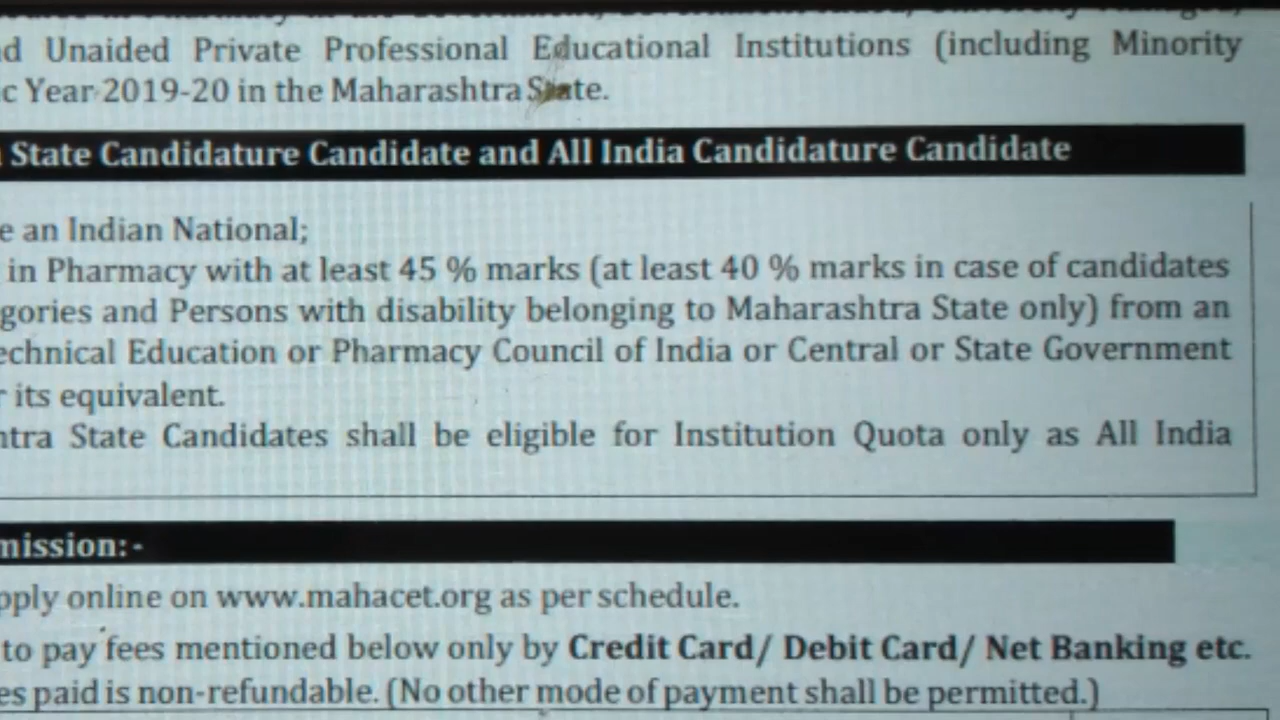 Unaided Private Professional Educational Institutions (including Minority
c Year 2019-20 in the Maharashtra State.
State Candidature Candidate and All India Candidature Candidate
e an Indian National;
in Pharmacy with at least 45 % marks (at least 40 % marks in case of candidates
gories and Persons with disability belonging to Maharashtra State only) from an
echnical Education or Pharmacy Council of India or Central or State Government
its equivalent.
ntra State Candidates shall be eligible for Institution Quota only as All India
mission:-
pply online on www.mahacet.org as per schedule.
to pay fees mentioned below only by Credit Card/ Debit Card/ Net Banking etc.
es paid is non-refundable. (No other mode of payment shall be permitted.)